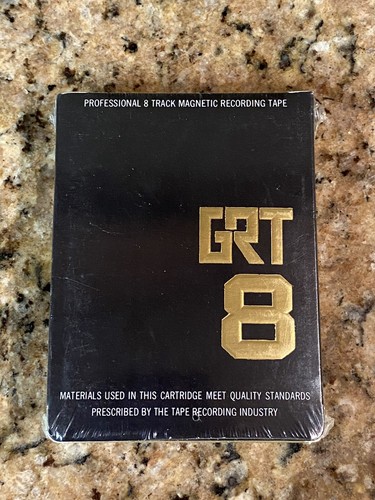 PROFESSIONAL 8 TRACK MAGNETIC RECORDING TAPE
GRT
8
MATERIALS USED IN THIS CARTRIDGE MEET QUALITY STANDARDS
PRESCRIBED BY THE TAPE RECORDING INDUSTRY